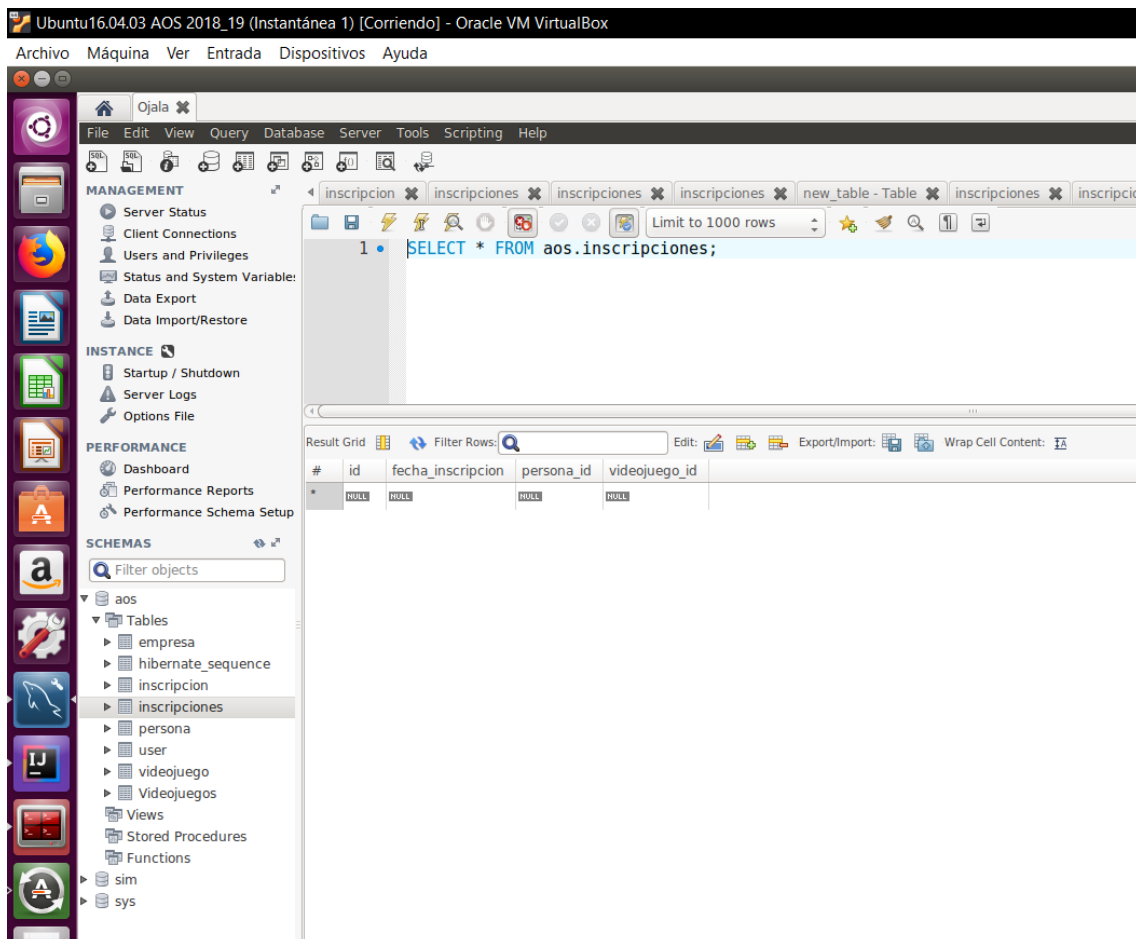 Ubuntu16.04.03 AOS 2018_19 (Instantánea 1) [Corriendo] - Oracle VM VirtualBox
Archivo Máquina Ver Entrada Dispositivos Ayuda
Ojala
File Edit View Query Database Server Tools Scripting Help
MANAGEMENT
Server Status
Client Connections
Users and Privileges
Status and System Variables
Data Export
Data Import/Restore
INSTANCE
Startup / Shutdown
Server Logs
Options File
PERFORMANCE
Dashboard
Performance Reports
Performance Schema Setup
SCHEMAS
Filter objects
aos
Tables
empresa
hibernate_sequence
inscripcion
inscripciones
persona
user
videojuego
Videojuegos
Views
Stored Procedures
Functions
sim
sys
inscripcion inscripciones inscripciones inscripciones new_table - Table inscripciones inscripcio
Limit to 1000 rows
1 SELECT * FROM aos.inscripciones;
Result Grid Filter Rows: Edit: Export/Import: Wrap Cell Content: IA
# id fecha_inscripcion persona_id videojuego_id
* NULL NULL NULL NULL